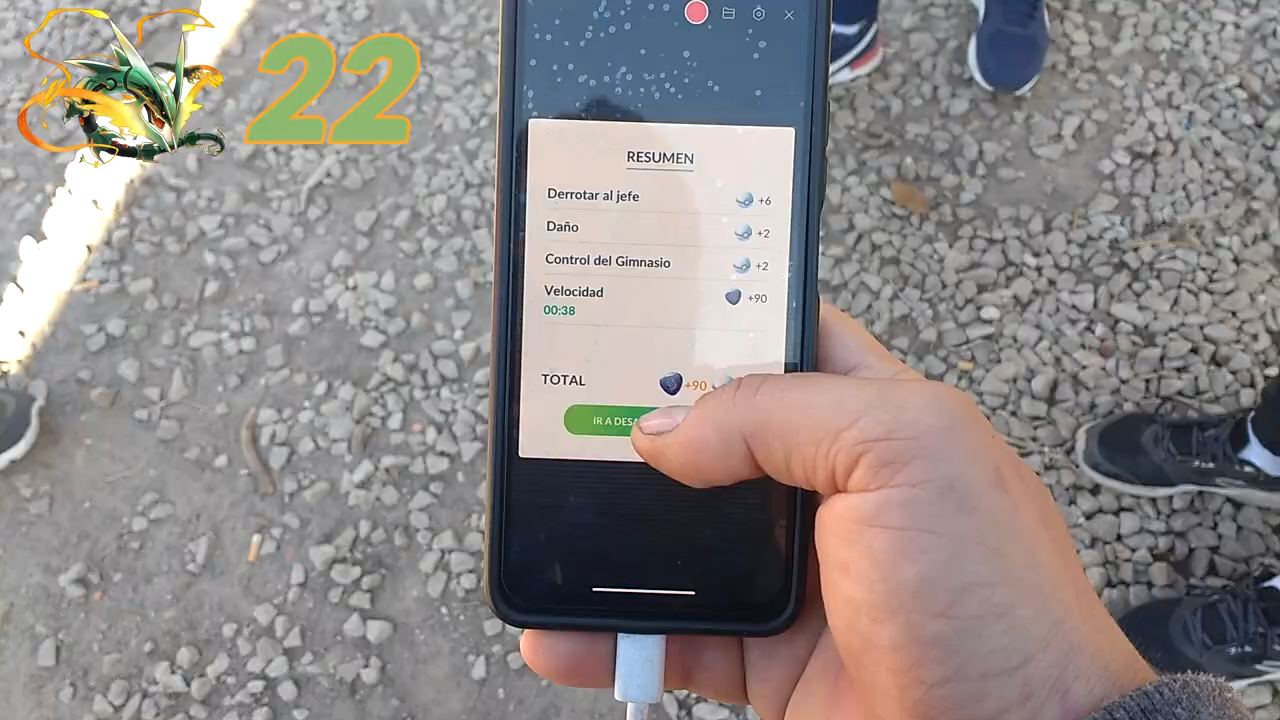 22
RESUMEN
Derrotar al jefe +6
Daño +2
Control del Gimnasio +2
Velocidad +90
00:38
TOTAL +90
IR A